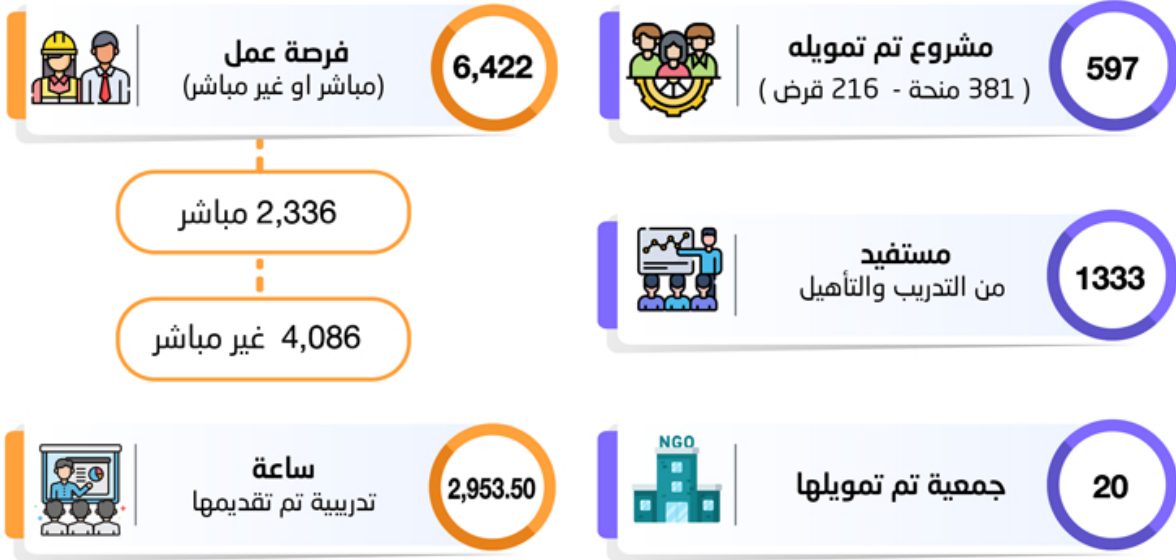 597
مشروع تم تمويله
( 381 منحة - 216 قرض )
6,422
فرصة عمل
(مباشر او غير مباشر)
2,336 مباشر
4,086 غير مباشر
1333
مستفيد
من التدريب والتأهيل
20
جمعية تم تمويلها
NGO
2,953.50
ساعة
تدريبية تم تقديمها